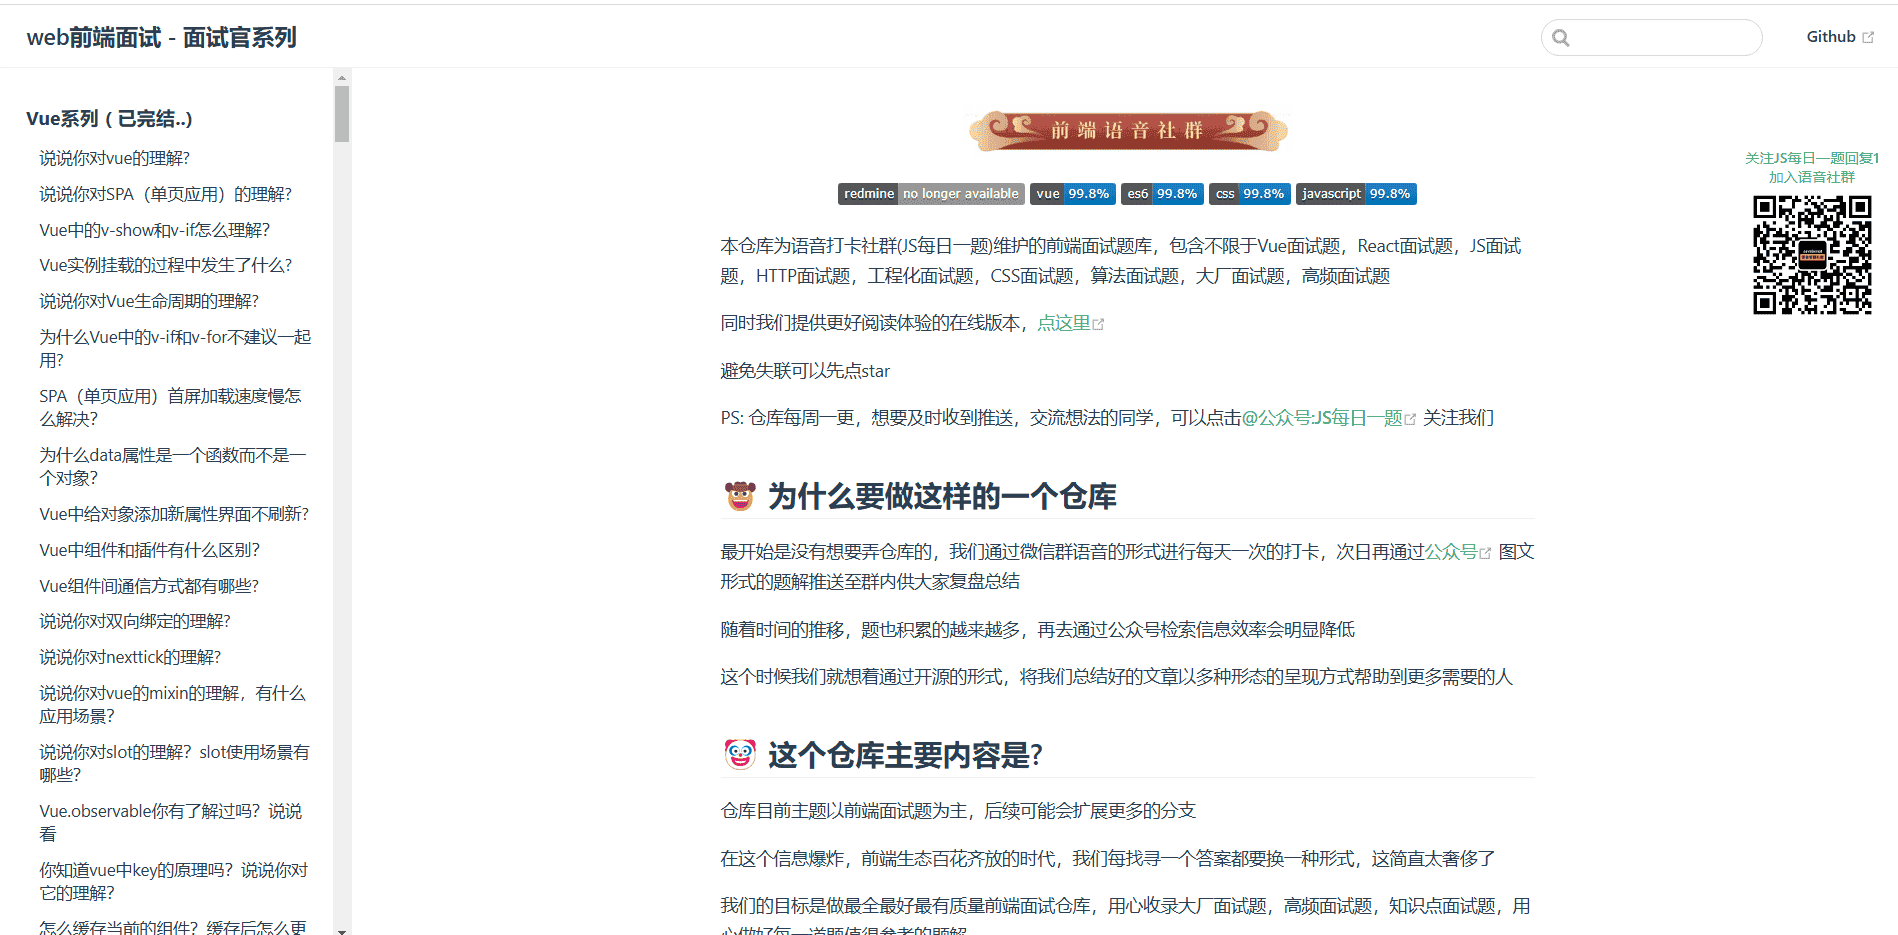 web前端面试 - 面试官系列
Github
Vue系列 ( 已完结..)
说说你对vue的理解?
说说你对SPA（单页应用）的理解?
Vue中的v-show和v-if怎么理解?
Vue实例挂载的过程中发生了什么?
说说你对Vue生命周期的理解?
为什么Vue中的v-if和v-for不建议一起
用?
SPA（单页应用）首屏加载速度慢怎
么解决?
为什么data属性是一个函数而不是一
个对象?
Vue中给对象添加新属性界面不刷新?
Vue中组件和插件有什么区别?
Vue组件间通信方式都有哪些?
说说你对双向绑定的理解?
说说你对nexttick的理解?
说说你对vue的mixin的理解，有什么
应用场景?
说说你对slot的理解？slot使用场景有
哪些?
Vue.observable你有了解过吗？说说
看
你知道vue中key的原理吗？说说你对
它的理解?
怎么缓存当前的组件？缓存后怎么更
前端语音社群
redmine no longer available vue 99.8% es6 99.8% css 99.8% javascript 99.8%
本仓库为语音打卡社群(JS每日一题)维护的前端面试题库，包含不限于Vue面试题，React面试题，JS面试
题，HTTP面试题，工程化面试题，CSS面试题，算法面试题，大厂面试题，高频面试题
同时我们提供更好阅读体验的在线版本，点这里
避免失联可以先点star
PS: 仓库每周一更，想要及时收到推送，交流想法的同学，可以点击@公众号:JS每日一题 关注我们
为什么要做这样的一个仓库
最开始是没有想要弄仓库的，我们通过微信群语音的形式进行每天一次的打卡，次日再通过公众号 图文
形式的题解推送至群内供大家复盘总结
随着时间的推移，题也积累的越来越多，再去通过公众号检索信息效率会明显降低
这个时候我们就想着通过开源的形式，将我们总结好的文章以多种形态的呈现方式帮助到更多需要的人
这个仓库主要内容是?
仓库目前主题以前端面试题为主，后续可能会扩展更多的分支
在这个信息爆炸，前端生态百花齐放的时代，我们每找寻一个答案都要换一种形式，这简直太奢侈了
我们的目标是做最全最好最有质量前端面试仓库，用心收录大厂面试题，高频面试题，知识点面试题，用
心做好每一道题值得参考的题解
关注JS每日一题回复1
加入语音社群